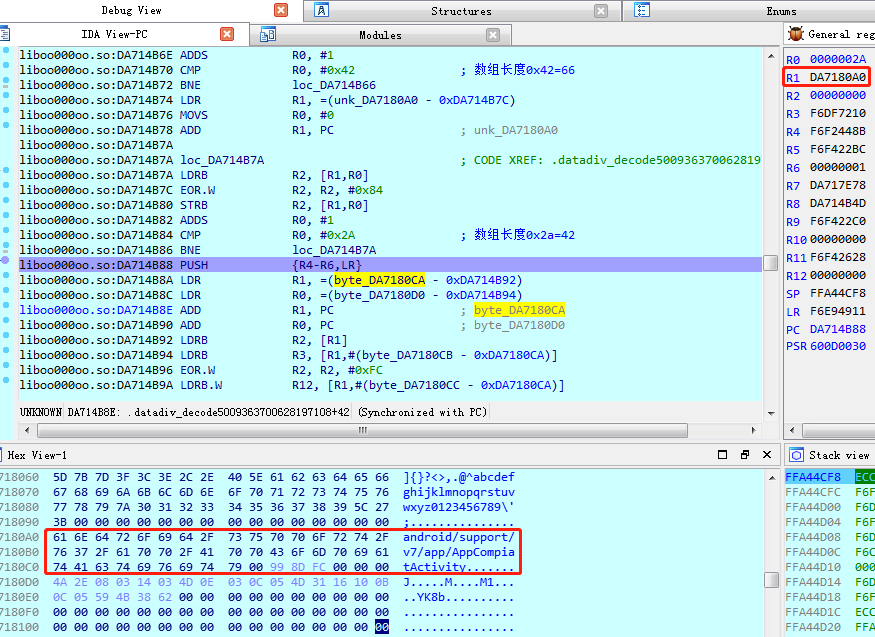 Debug View
Structures
Enums
IDA View-PC
Modules
General reg
liboo000oo.so:DA714B6E ADDS R0, #1
liboo000oo.so:DA714B70 CMP R0, #0x42 ; 数组长度0x42=66
liboo000oo.so:DA714B72 BNE loc_DA714B66
liboo000oo.so:DA714B74 LDR R1, =(unk_DA7180A0 - 0xDA714B7C)
liboo000oo.so:DA714B76 MOVS R0, #0
liboo000oo.so:DA714B78 ADD R1, PC ; unk_DA7180A0
liboo000oo.so:DA714B7A
liboo000oo.so:DA714B7A loc_DA714B7A ; CODE XREF: .datadiv_decode500936370062819
liboo000oo.so:DA714B7A LDRB R2, [R1,R0]
liboo000oo.so:DA714B7C EOR.W R2, R2, #0x84
liboo000oo.so:DA714B80 STRB R2, [R1,R0]
liboo000oo.so:DA714B82 ADDS R0, #1
liboo000oo.so:DA714B84 CMP R0, #0x2A ; 数组长度0x2a=42
liboo000oo.so:DA714B86 BNE loc_DA714B7A
liboo000oo.so:DA714B88 PUSH {R4-R6,LR}
liboo000oo.so:DA714B8A LDR R1, =(byte_DA7180CA - 0xDA714B92)
liboo000oo.so:DA714B8C LDR R0, =(byte_DA7180D0 - 0xDA714B94)
liboo000oo.so:DA714B8E ADD R1, PC ; byte_DA7180CA
liboo000oo.so:DA714B90 ADD R0, PC ; byte_DA7180D0
liboo000oo.so:DA714B92 LDRB R2, [R1]
liboo000oo.so:DA714B94 LDRB R3, [R1,#(byte_DA7180CB - 0xDA7180CA)]
liboo000oo.so:DA714B96 EOR.W R2, R2, #0xFC
liboo000oo.so:DA714B9A LDRB.W R12, [R1,#(byte_DA7180CC - 0xDA7180CA)]
UNKNOWN DA714B8E: .datadiv_decode5009363700628197108+42 (Synchronized with PC)
R0 0000002A
R1 DA7180A0
R2 00000000
R3 F6DF7210
R4 F6F2448B
R5 F6F422BC
R6 00000001
R7 DA717E78
R8 DA714B4D
R9 F6F422C0
R10 00000000
R11 F6F42628
R12 00000000
SP FFA44CF8
LR F6E94911
PC DA714B88
PSR 600D0030
Hex View-1
718060 5D 7B 7D 3F 3C 3E 2C 2E 40 5E 61 62 63 64 65 66 ]{}?<>,.@^abcdef
718070 67 68 69 6A 6B 6C 6D 6E 6F 70 71 72 73 74 75 76 ghijklmnopqrstuv
718080 77 78 79 7A 30 31 32 33 34 35 36 37 38 39 5C 27 wxyz0123456789\'
718090 3B 00 00 00 00 00 00 00 00 00 00 00 00 00 00 00 ;...............
7180A0 61 6E 64 72 6F 69 64 2F 73 75 70 70 6F 72 74 2F android/support/
7180B0 76 37 2F 61 70 70 2F 41 70 70 43 6F 6D 70 69 61 v7/app/AppCompia
7180C0 74 41 63 74 69 76 69 74 79 00 99 8D FC 00 00 00 tActivity.......
7180D0 4A 2E 08 03 14 03 4D 0E 03 0C 05 4D 31 16 10 0B J.....M....M1...
7180E0 0C 05 59 4B 38 62 00 00 00 00 00 00 00 00 00 00 ..YK8b..........
7180F0 00 00 00 00 00 00 00 00 00 00 00 00 00 00 00 00 ................
718100 00 00 00 00 00 00 00 00 00 00 00 00 00 00 00 00 ................
Stack view
FFA44CF8 ECC
FFA44CFC F6F
FFA44D00 F6D
FFA44D04 F6F
FFA44D08 F6D
FFA44D0C F6C
FFA44D10 000
FFA44D14 F6D
FFA44D18 F6F
FFA44D1C ECC
FFA44D20 FFA